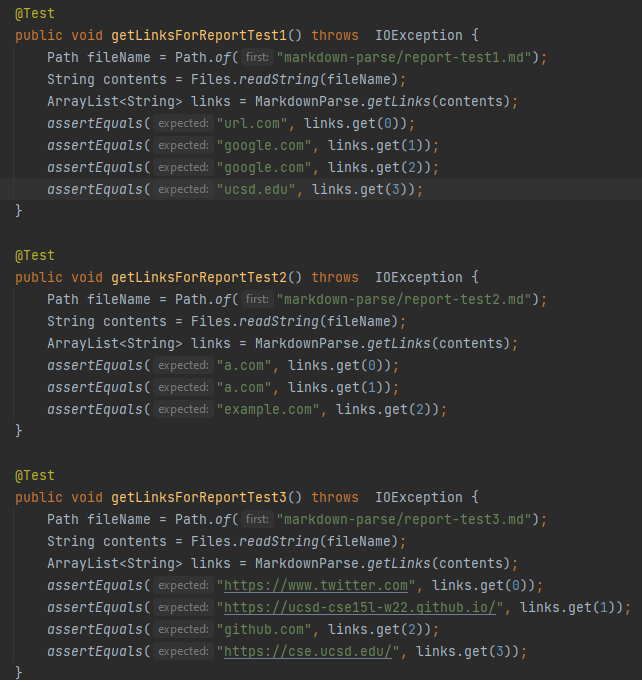 @Test
public void getLinksForReportTest1() throws  IOException {
    Path fileName = Path.of( first: "markdown-parse/report-test1.md");
    String contents = Files.readString(fileName);
    ArrayList<String> links = MarkdownParse.getLinks(contents);
    assertEquals( expected: "url.com", links.get(0));
    assertEquals( expected: "google.com", links.get(1));
    assertEquals( expected: "google.com", links.get(2));
    assertEquals( expected: "ucsd.edu", links.get(3));
}
@Test
public void getLinksForReportTest2() throws  IOException {
    Path fileName = Path.of( first: "markdown-parse/report-test2.md");
    String contents = Files.readString(fileName);
    ArrayList<String> links = MarkdownParse.getLinks(contents);
    assertEquals( expected: "a.com", links.get(0));
    assertEquals( expected: "a.com", links.get(1));
    assertEquals( expected: "example.com", links.get(2));
}
@Test
public void getLinksForReportTest3() throws  IOException {
    Path fileName = Path.of( first: "markdown-parse/report-test3.md");
    String contents = Files.readString(fileName);
    ArrayList<String> links = MarkdownParse.getLinks(contents);
    assertEquals( expected: "https://www.twitter.com", links.get(0));
    assertEquals( expected: "https://ucsd-cse15l-w22.github.io/", links.get(1));
    assertEquals( expected: "github.com", links.get(2));
    assertEquals( expected: "https://cse.ucsd.edu/", links.get(3));
}